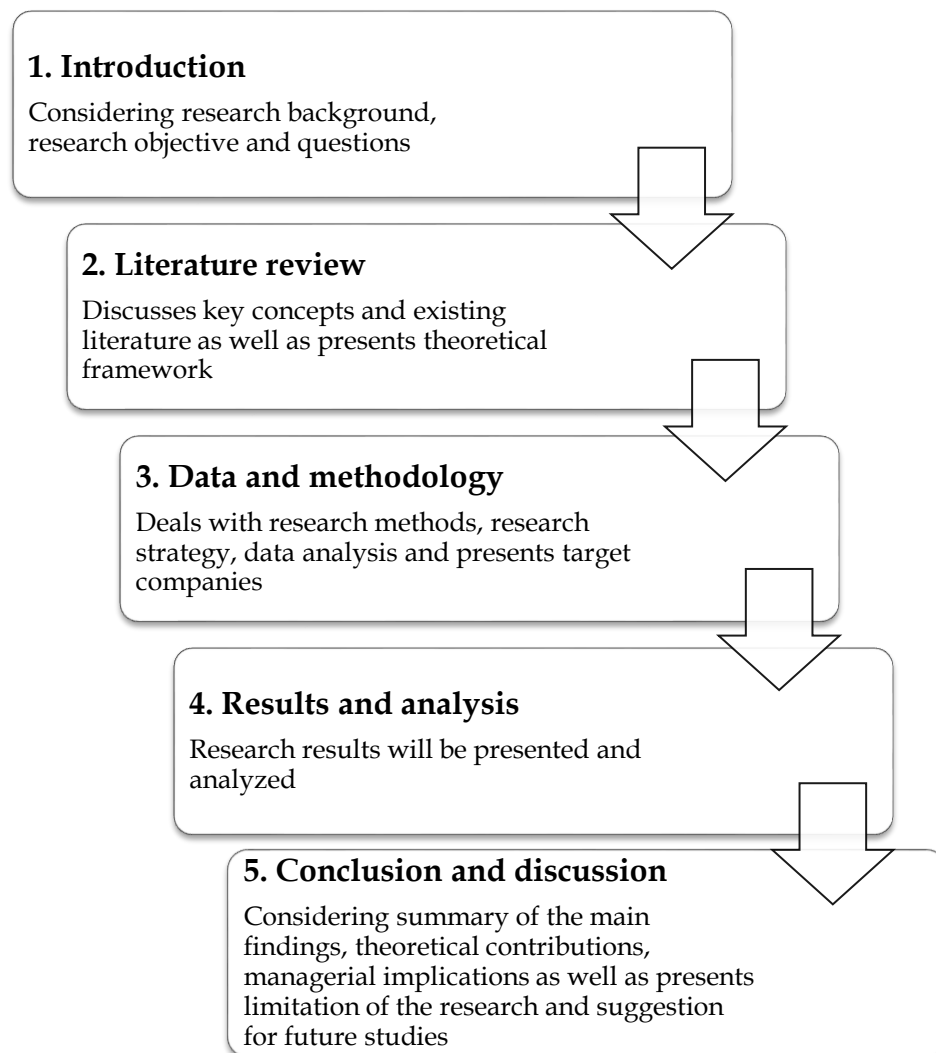 1. Introduction
Considering research background,
research objective and questions
2. Literature review
Discusses key concepts and existing
literature as well as presents theoretical
framework
3. Data and methodology
Deals with research methods, research
strategy, data analysis and presents target
companies
4. Results and analysis
Research results will be presented and
analyzed
5. Conclusion and discussion
Considering summary of the main
findings, theoretical contributions,
managerial implications as well as presents
limitation of the research and suggestion
for future studies